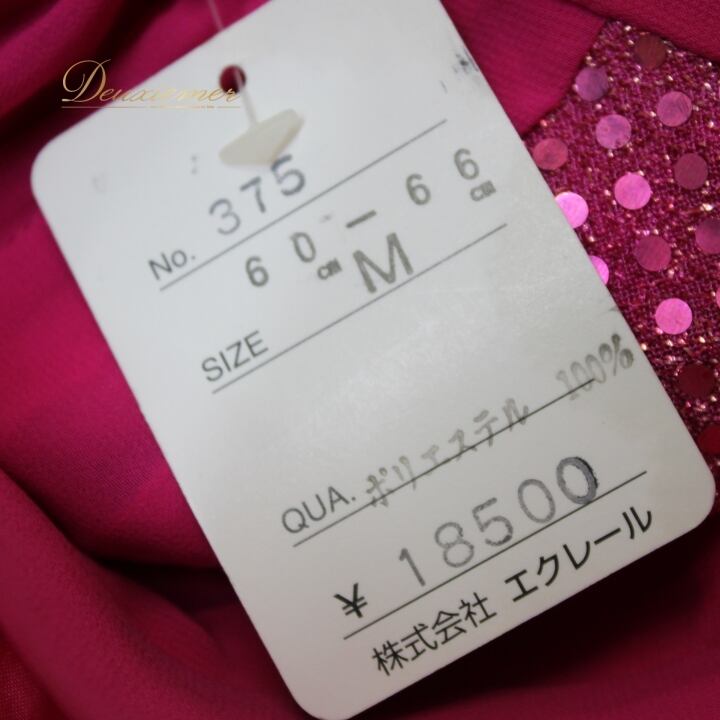 Deuxiemer
No. 375
60cm-66cm
M
SIZE
QUA. ポリエステル 100%
¥ 18500
株式会社 エクレール